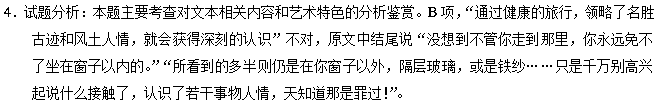 4．试题分析：本题主要考查对文本相关内容和艺术特色的分析鉴赏。B 项，“通过健康的旅行，领略了名胜
古迹和风土人情，就会获得深刻的认识”不对，原文中结尾说“没想到不管你走到那里，你永远免不
了坐在窗子以内的。”“所看到的多半则仍是在你窗子以外，隔层玻璃，或是铁纱……只是千万别高兴
起说什么接触了，认识了若干事物人情，天知道那是罪过！”。